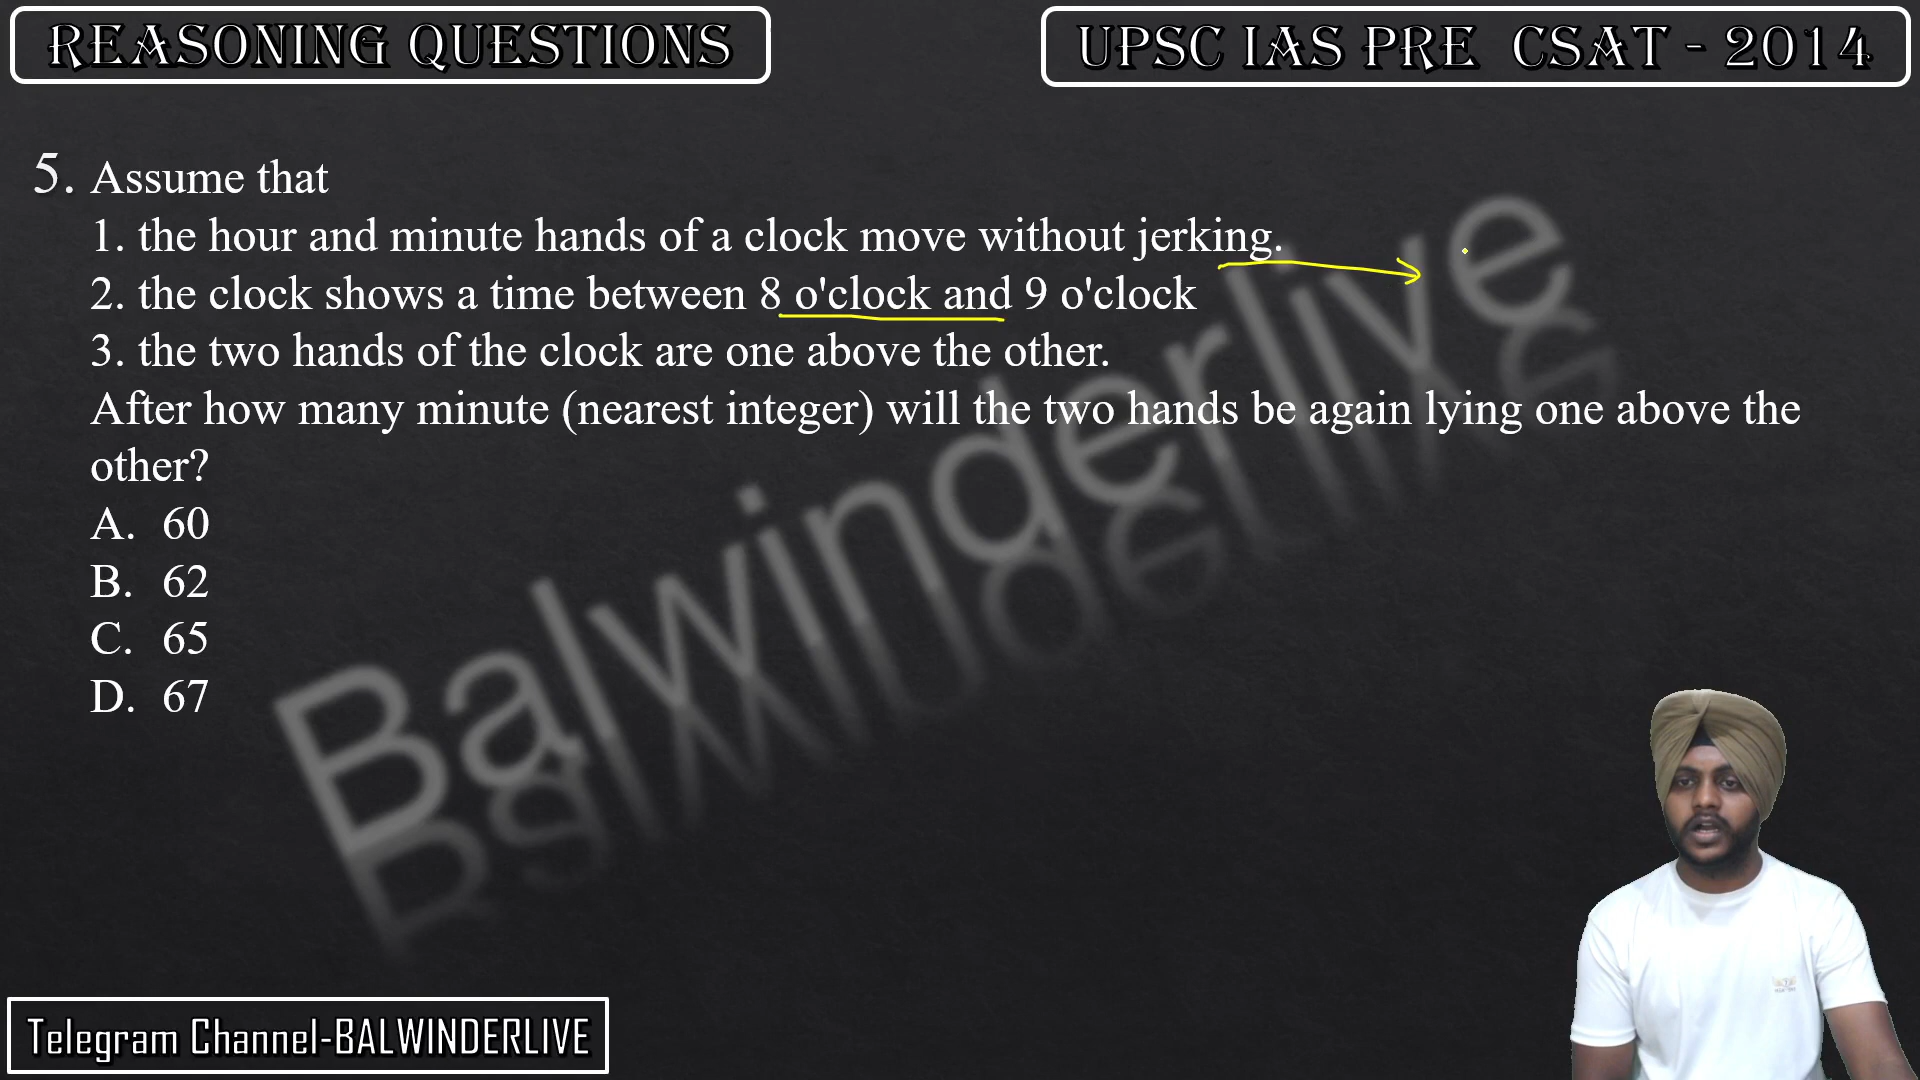 REASONING QUESTIONS
UPSC IAS PRE CSAT - 2014
5. Assume that
1. the hour and minute hands of a clock move without jerking.
2. the clock shows a time between 8 o'clock and 9 o'clock
3. the two hands of the clock are one above the other.
After how many minute (nearest integer) will the two hands be again lying one above the
other?
A. 60
B. 62
C. 65
D. 67
Balwinderlive
Telegram Channel-BALWINDERLIVE